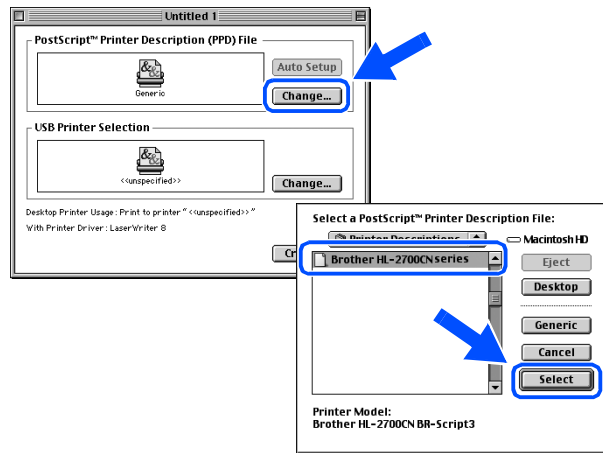 Untitled 1
PostScript™ Printer Description (PPD) File
Generic
Auto Setup
Change...
USB Printer Selection
<<unspecified>>
Change...
Desktop Printer Usage: Print to printer "<<unspecified>>"
With Printer Driver: LaserWriter 8
Cr
Select a PostScript™ Printer Description File:
Printer Descriptions
Macintosh HD
Brother HL-2700CN series
Eject
Desktop
Generic
Cancel
Select
Printer Model:
Brother HL-2700CN BR-Script3